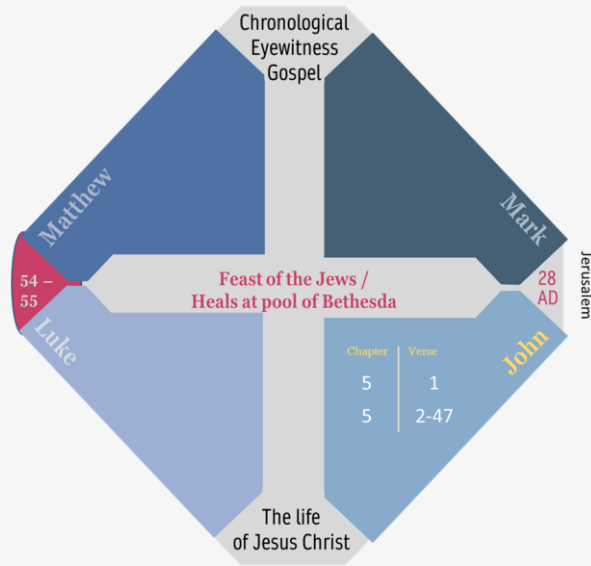 Chronological
Eyewitness
Gospel
Matthew
Mark
54 –
55
Feast of the Jews /
Heals at pool of Bethesda
28
AD
Jerusalem
Luke
John
Chapter Verse
5 1
5 2-47
The life
of Jesus Christ